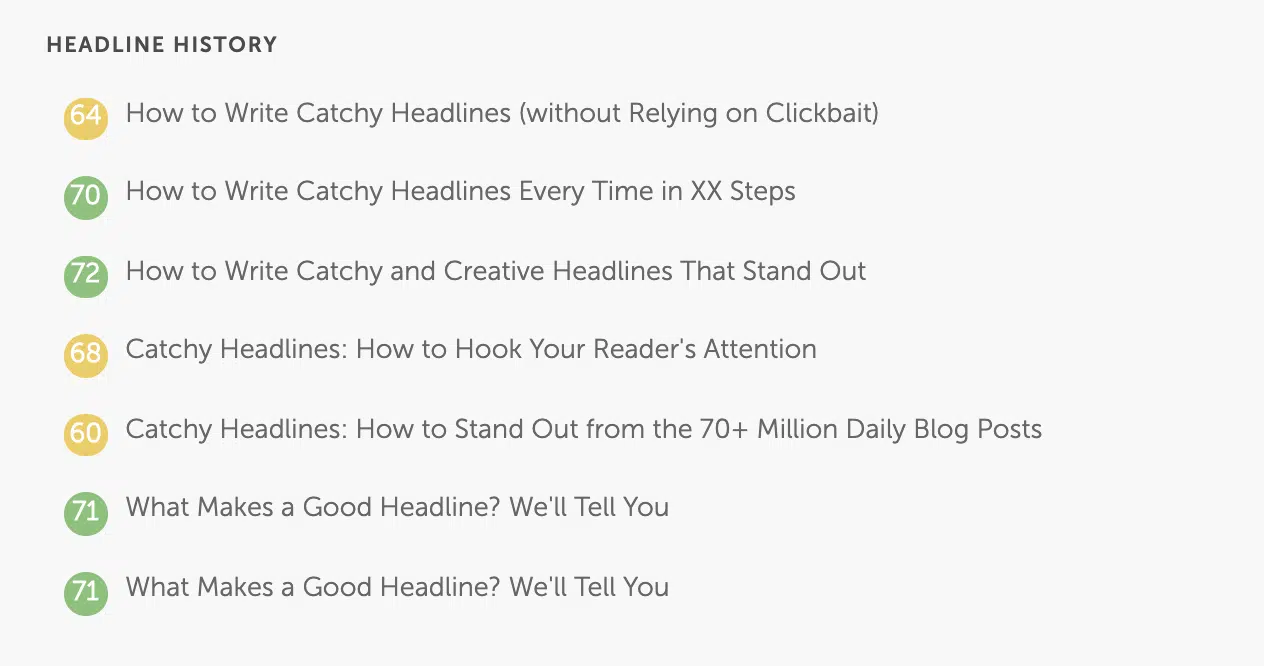 HEADLINE HISTORY
64 How to Write Catchy Headlines (without Relying on Clickbait)
70 How to Write Catchy Headlines Every Time in XX Steps
72 How to Write Catchy and Creative Headlines That Stand Out
68 Catchy Headlines: How to Hook Your Reader's Attention
60 Catchy Headlines: How to Stand Out from the 70+ Million Daily Blog Posts
71 What Makes a Good Headline? We'll Tell You
71 What Makes a Good Headline? We'll Tell You